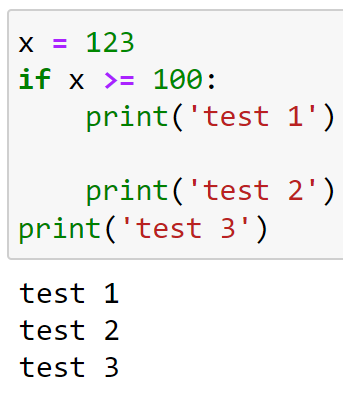 x = 123
if x >= 100:
    print('test 1')

    print('test 2')
print('test 3')
test 1
test 2
test 3